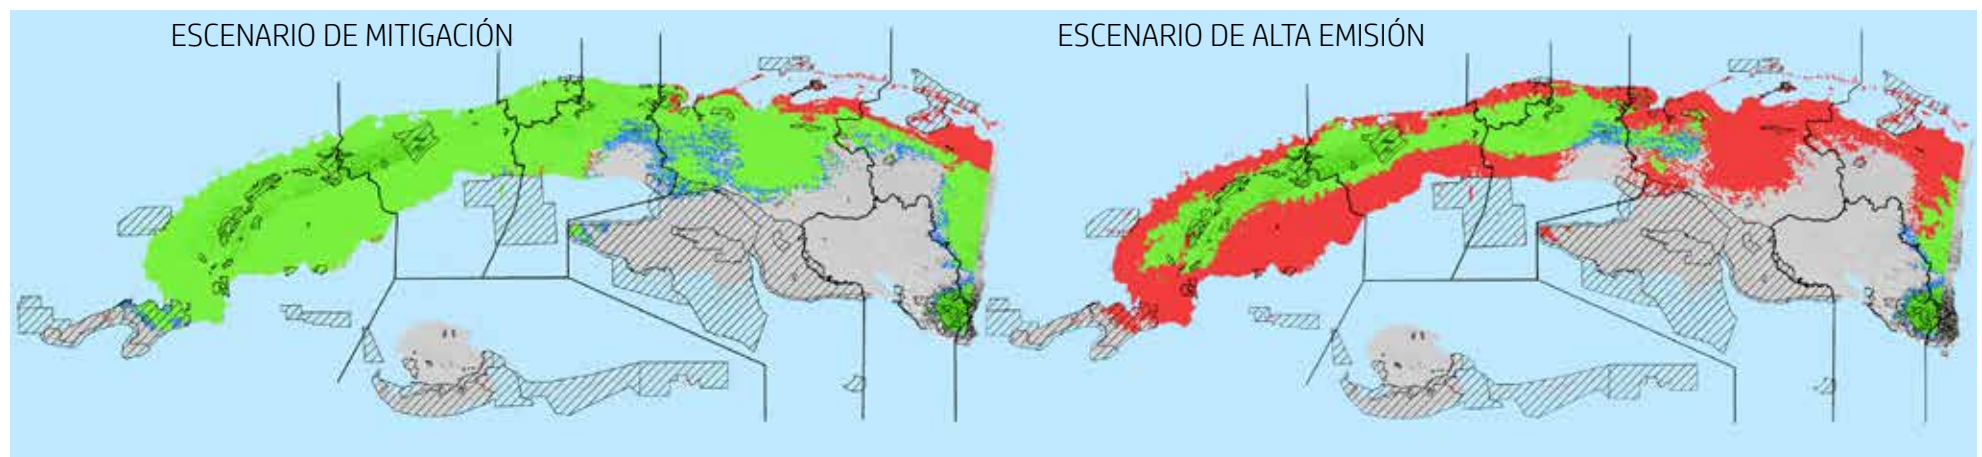 ESCENARIO DE MITIGACIÓN
ESCENARIO DE ALTA EMISIÓN